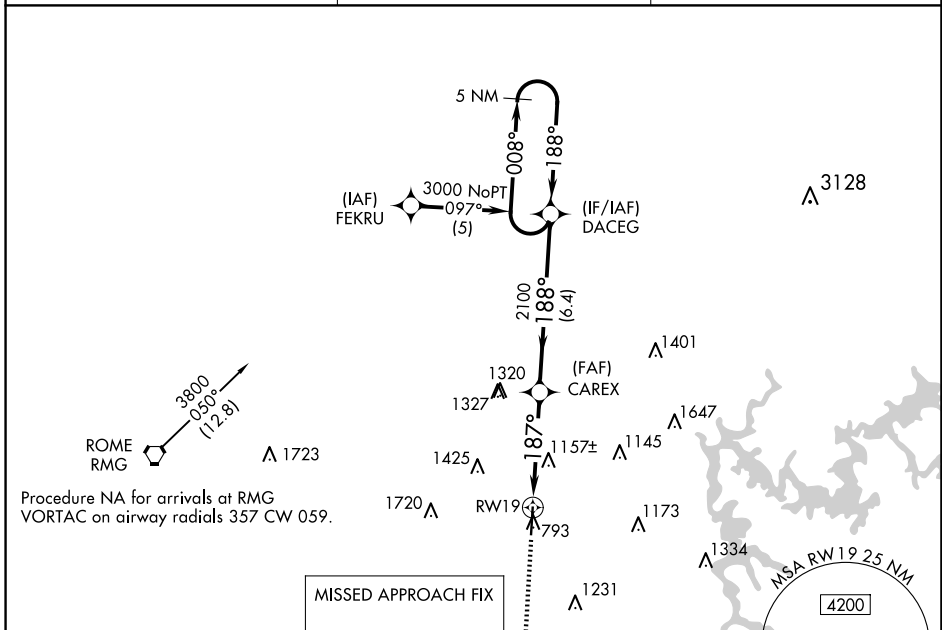 5 NM
008°
188°
3128
(IAF)
FEKRU
3000 NoPT
097°
(5)
(IF/IAF)
DACEG
2100
188°
(6.4)
1401
3800
050°
(12.8)
1320
1327
(FAF)
CAREX
1647
ROME
RMG
1723
187°
1425
1157±
1145
Procedure NA for arrivals at RMG
VORTAC on airway radials 357 CW 059.
1720
RW19
793
1173
1334
MISSED APPROACH FIX
1231
MSA RW19 25 NM
4200